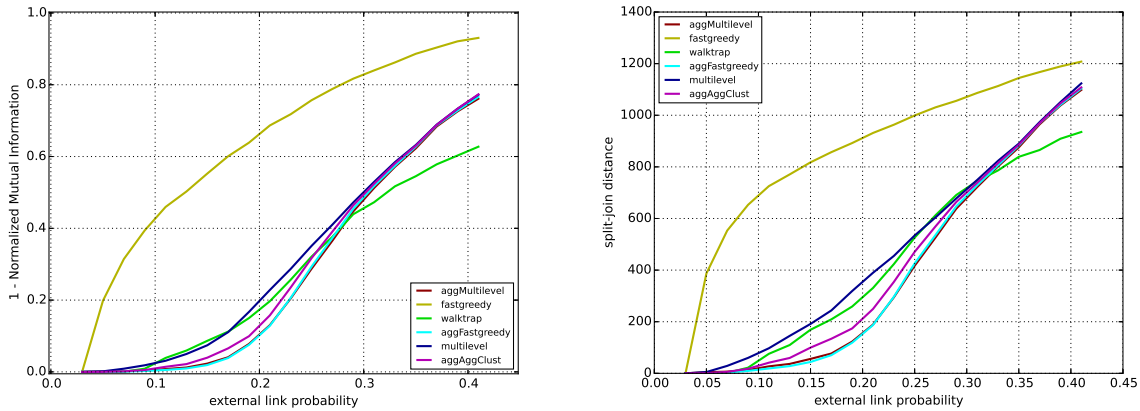 1.0
0.8
0.6
0.4
0.2
0.0
1 - Normalized Mutual Information
0.0
0.1
0.2
0.3
0.4
external link probability
aggMultilevel
fastgreedy
walktrap
aggFastgreedy
multilevel
aggAggClust
1400
1200
1000
800
600
400
200
0
split-join distance
0.00
0.05
0.10
0.15
0.20
0.25
0.30
0.35
0.40
0.45
external link probability
aggMultilevel
fastgreedy
walktrap
aggFastgreedy
multilevel
aggAggClust